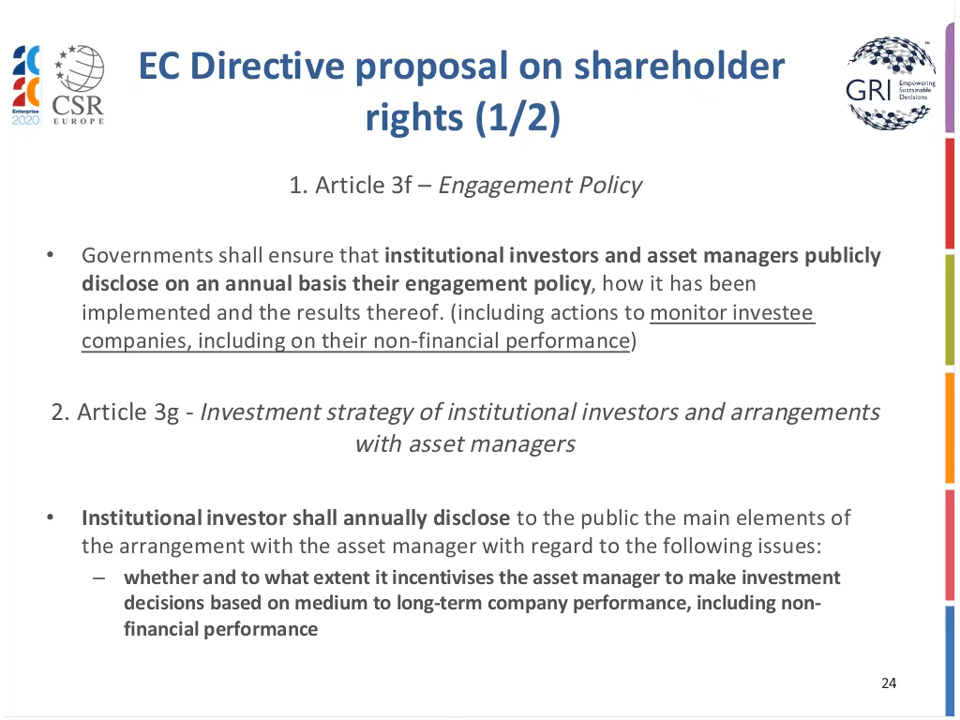 EC Directive proposal on shareholder
rights (1/2)
2020
Enterprise
2020
CSR
EUROPE
GRI
Empowering
Sustainable
Decisions
™
1. Article 3f – Engagement Policy
• Governments shall ensure that institutional investors and asset managers publicly
disclose on an annual basis their engagement policy, how it has been
implemented and the results thereof. (including actions to monitor investee
companies, including on their non-financial performance)
2. Article 3g - Investment strategy of institutional investors and arrangements
with asset managers
• Institutional investor shall annually disclose to the public the main elements of
the arrangement with the asset manager with regard to the following issues:
– whether and to what extent it incentivises the asset manager to make investment
decisions based on medium to long-term company performance, including non-
financial performance
24